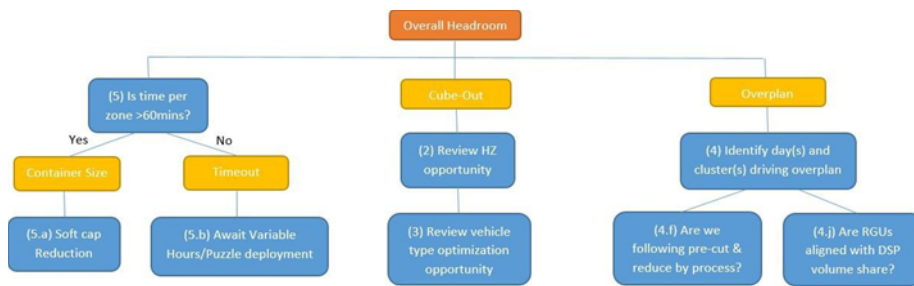 Overall Headroom
(5) Is time per
zone >60mins?
Cube-Out
Overplan
Yes
No
(2) Review HZ
opportunity
(4) Identify day(s) and
cluster(s) driving overplan
Container Size
Timeout
(5.a) Soft cap
Reduction
(5.b) Await Variable
Hours/Puzzle deployment
(3) Review vehicle
type optimization
opportunity
(4.f) Are we
following pre-cut &
reduce by process?
(4.j) Are RGUs
aligned with DSP
volume share?